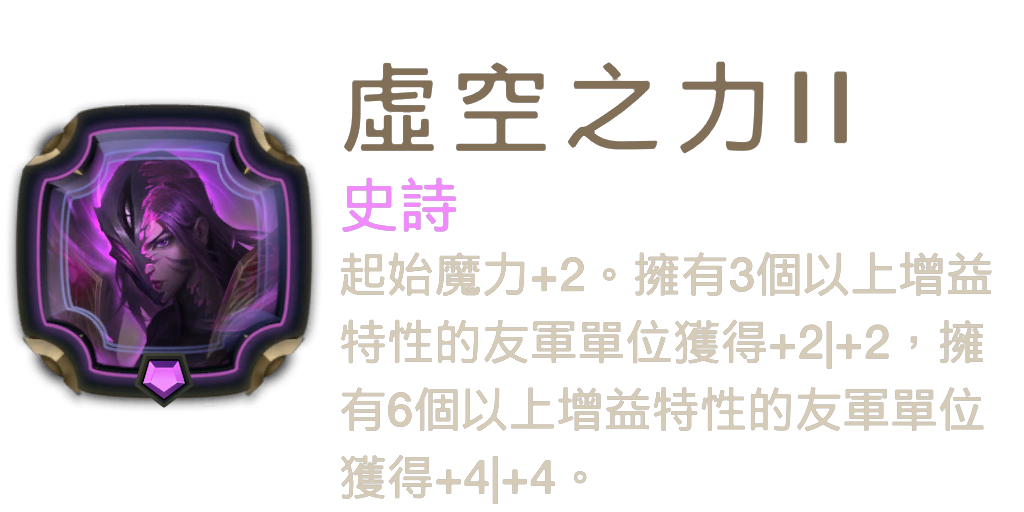 虛空之力II
史詩
起始魔力+2。擁有3個以上增益
特性的友軍單位獲得+2|+2，擁
有6個以上增益特性的友軍單位
獲得+4|+4。